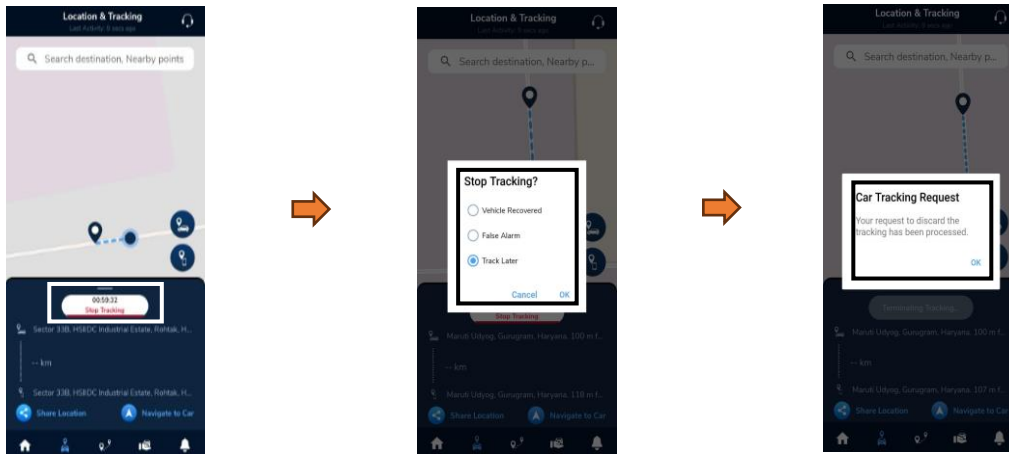 Location & Tracking
Last Activity: 8 secs ago
Search destination, Nearby points
00:59:32
Stop Tracking
Sector 33B, HSIIDC Industrial Estate, Rohtak, H...
-- km
Sector 33B, HSIIDC Industrial Estate, Rohtak, H...
Share Location
Navigate to Car
Location & Tracking
Search destination, Nearby p...
Stop Tracking?
Vehicle Recovered
False Alarm
Track Later
Cancel
OK
Stop Tracking
Maruti Udyog, Gurugram, Haryana. 100 m f...
-- km
Maruti Udyog, Gurugram, Haryana. 118 m f...
Share Location
Navigate to Car
Location & Tracking
Search destination, Nearby p...
Car Tracking Request
Your request to discard the
tracking has been processed.
OK
Terminating Tracking..
Maruti Udyog, Gurugram, Haryana. 100 m f...
-- km
Maruti Udyog, Gurugram, Haryana. 107 m f...
Share Location
Navigate to Car